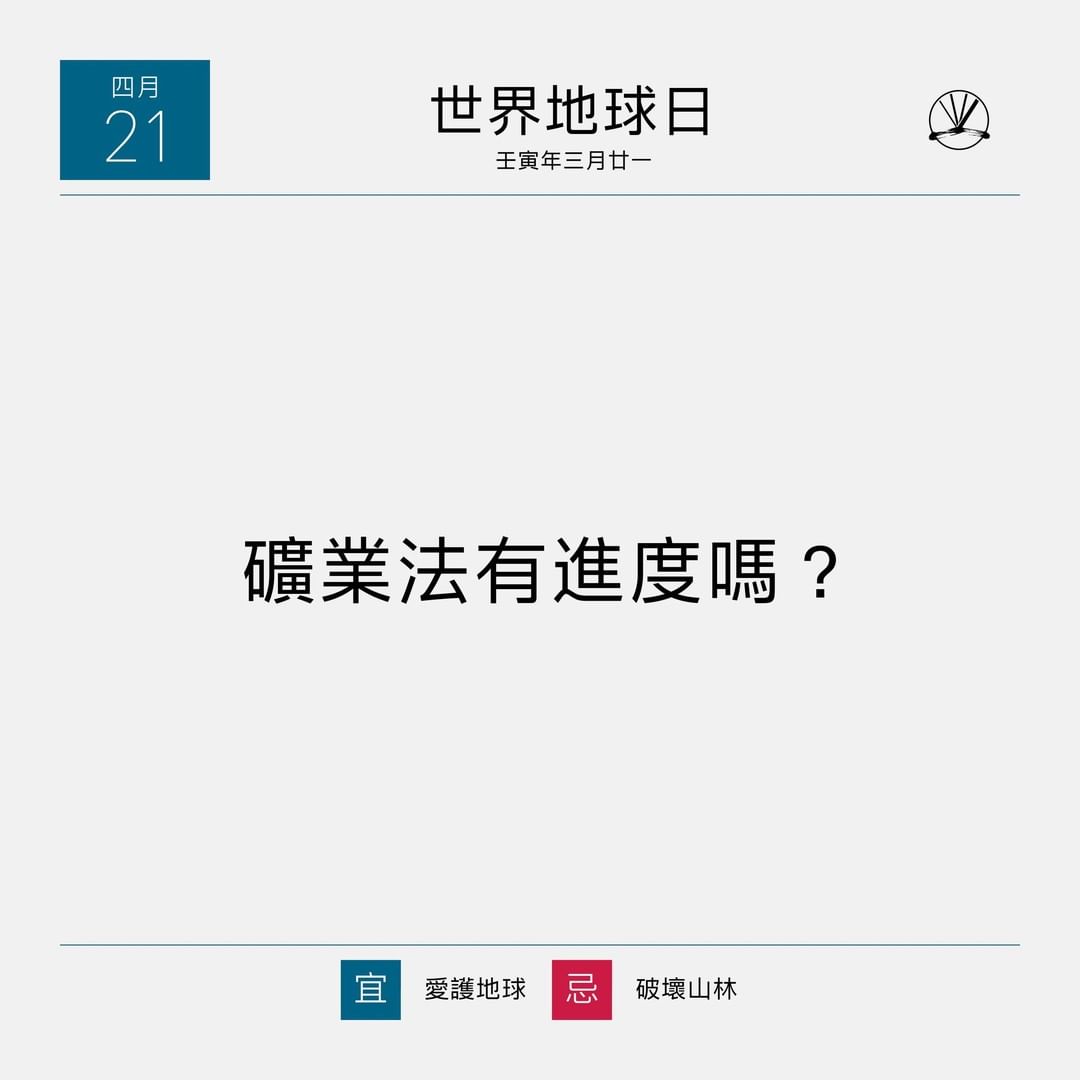 四月
21
世界地球日
壬寅年三月廿一
礦業法有進度嗎？
宜 愛護地球 忌 破壞山林